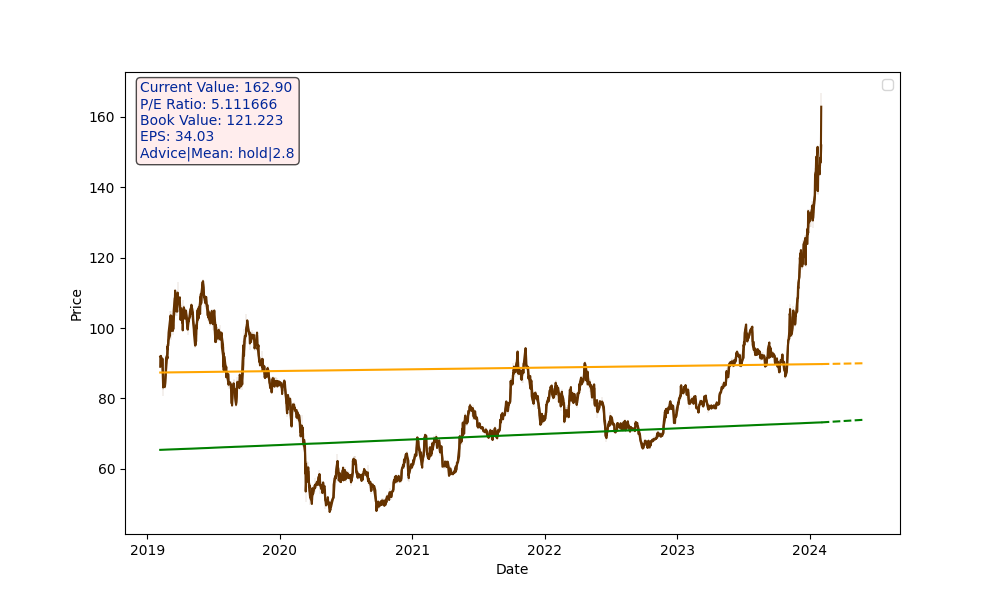 Current Value: 162.90
P/E Ratio: 5.111666
Book Value: 121.223
EPS: 34.03
Advice|Mean: hold|2.8
160
140
120
100
80
60
Price
2019
2020
2021
2022
2023
2024
Date